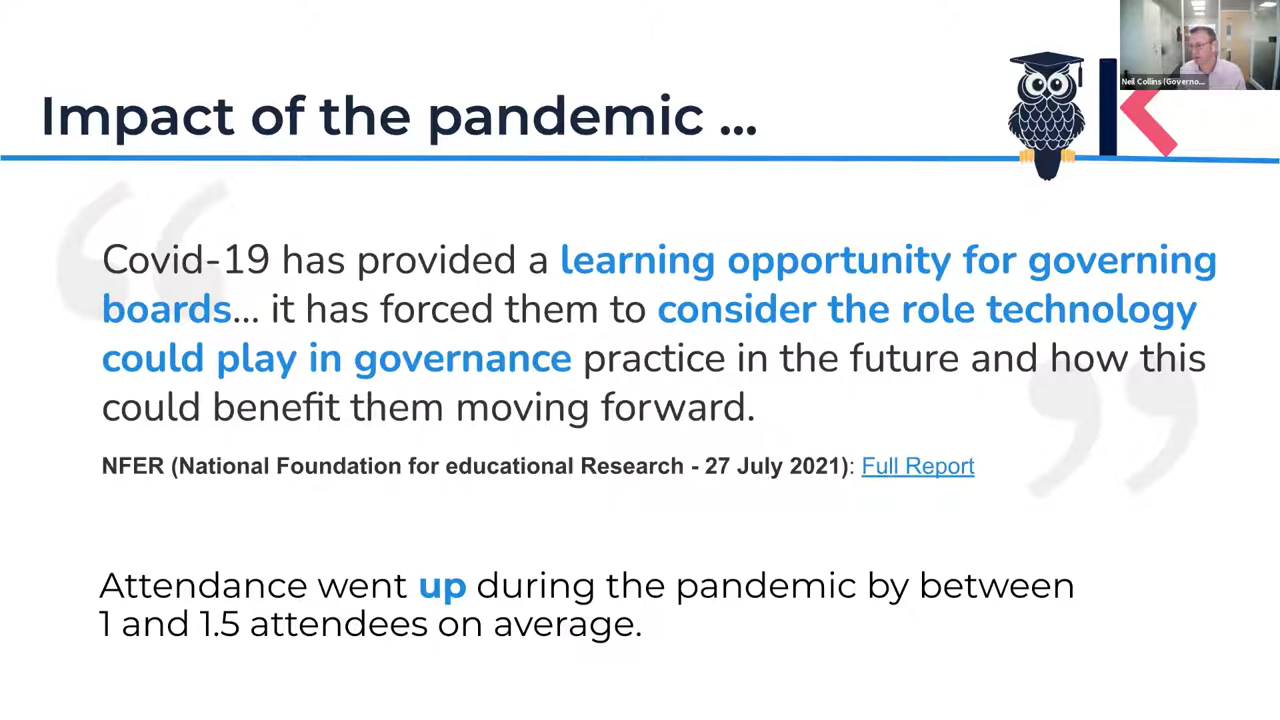 Neil Collins (Governo...
Impact of the pandemic ...
Covid-19 has provided a learning opportunity for governing
boards... it has forced them to consider the role technology
could play in governance practice in the future and how this
could benefit them moving forward.
NFER (National Foundation for educational Research - 27 July 2021): Full Report
Attendance went up during the pandemic by between
1 and 1.5 attendees on average.